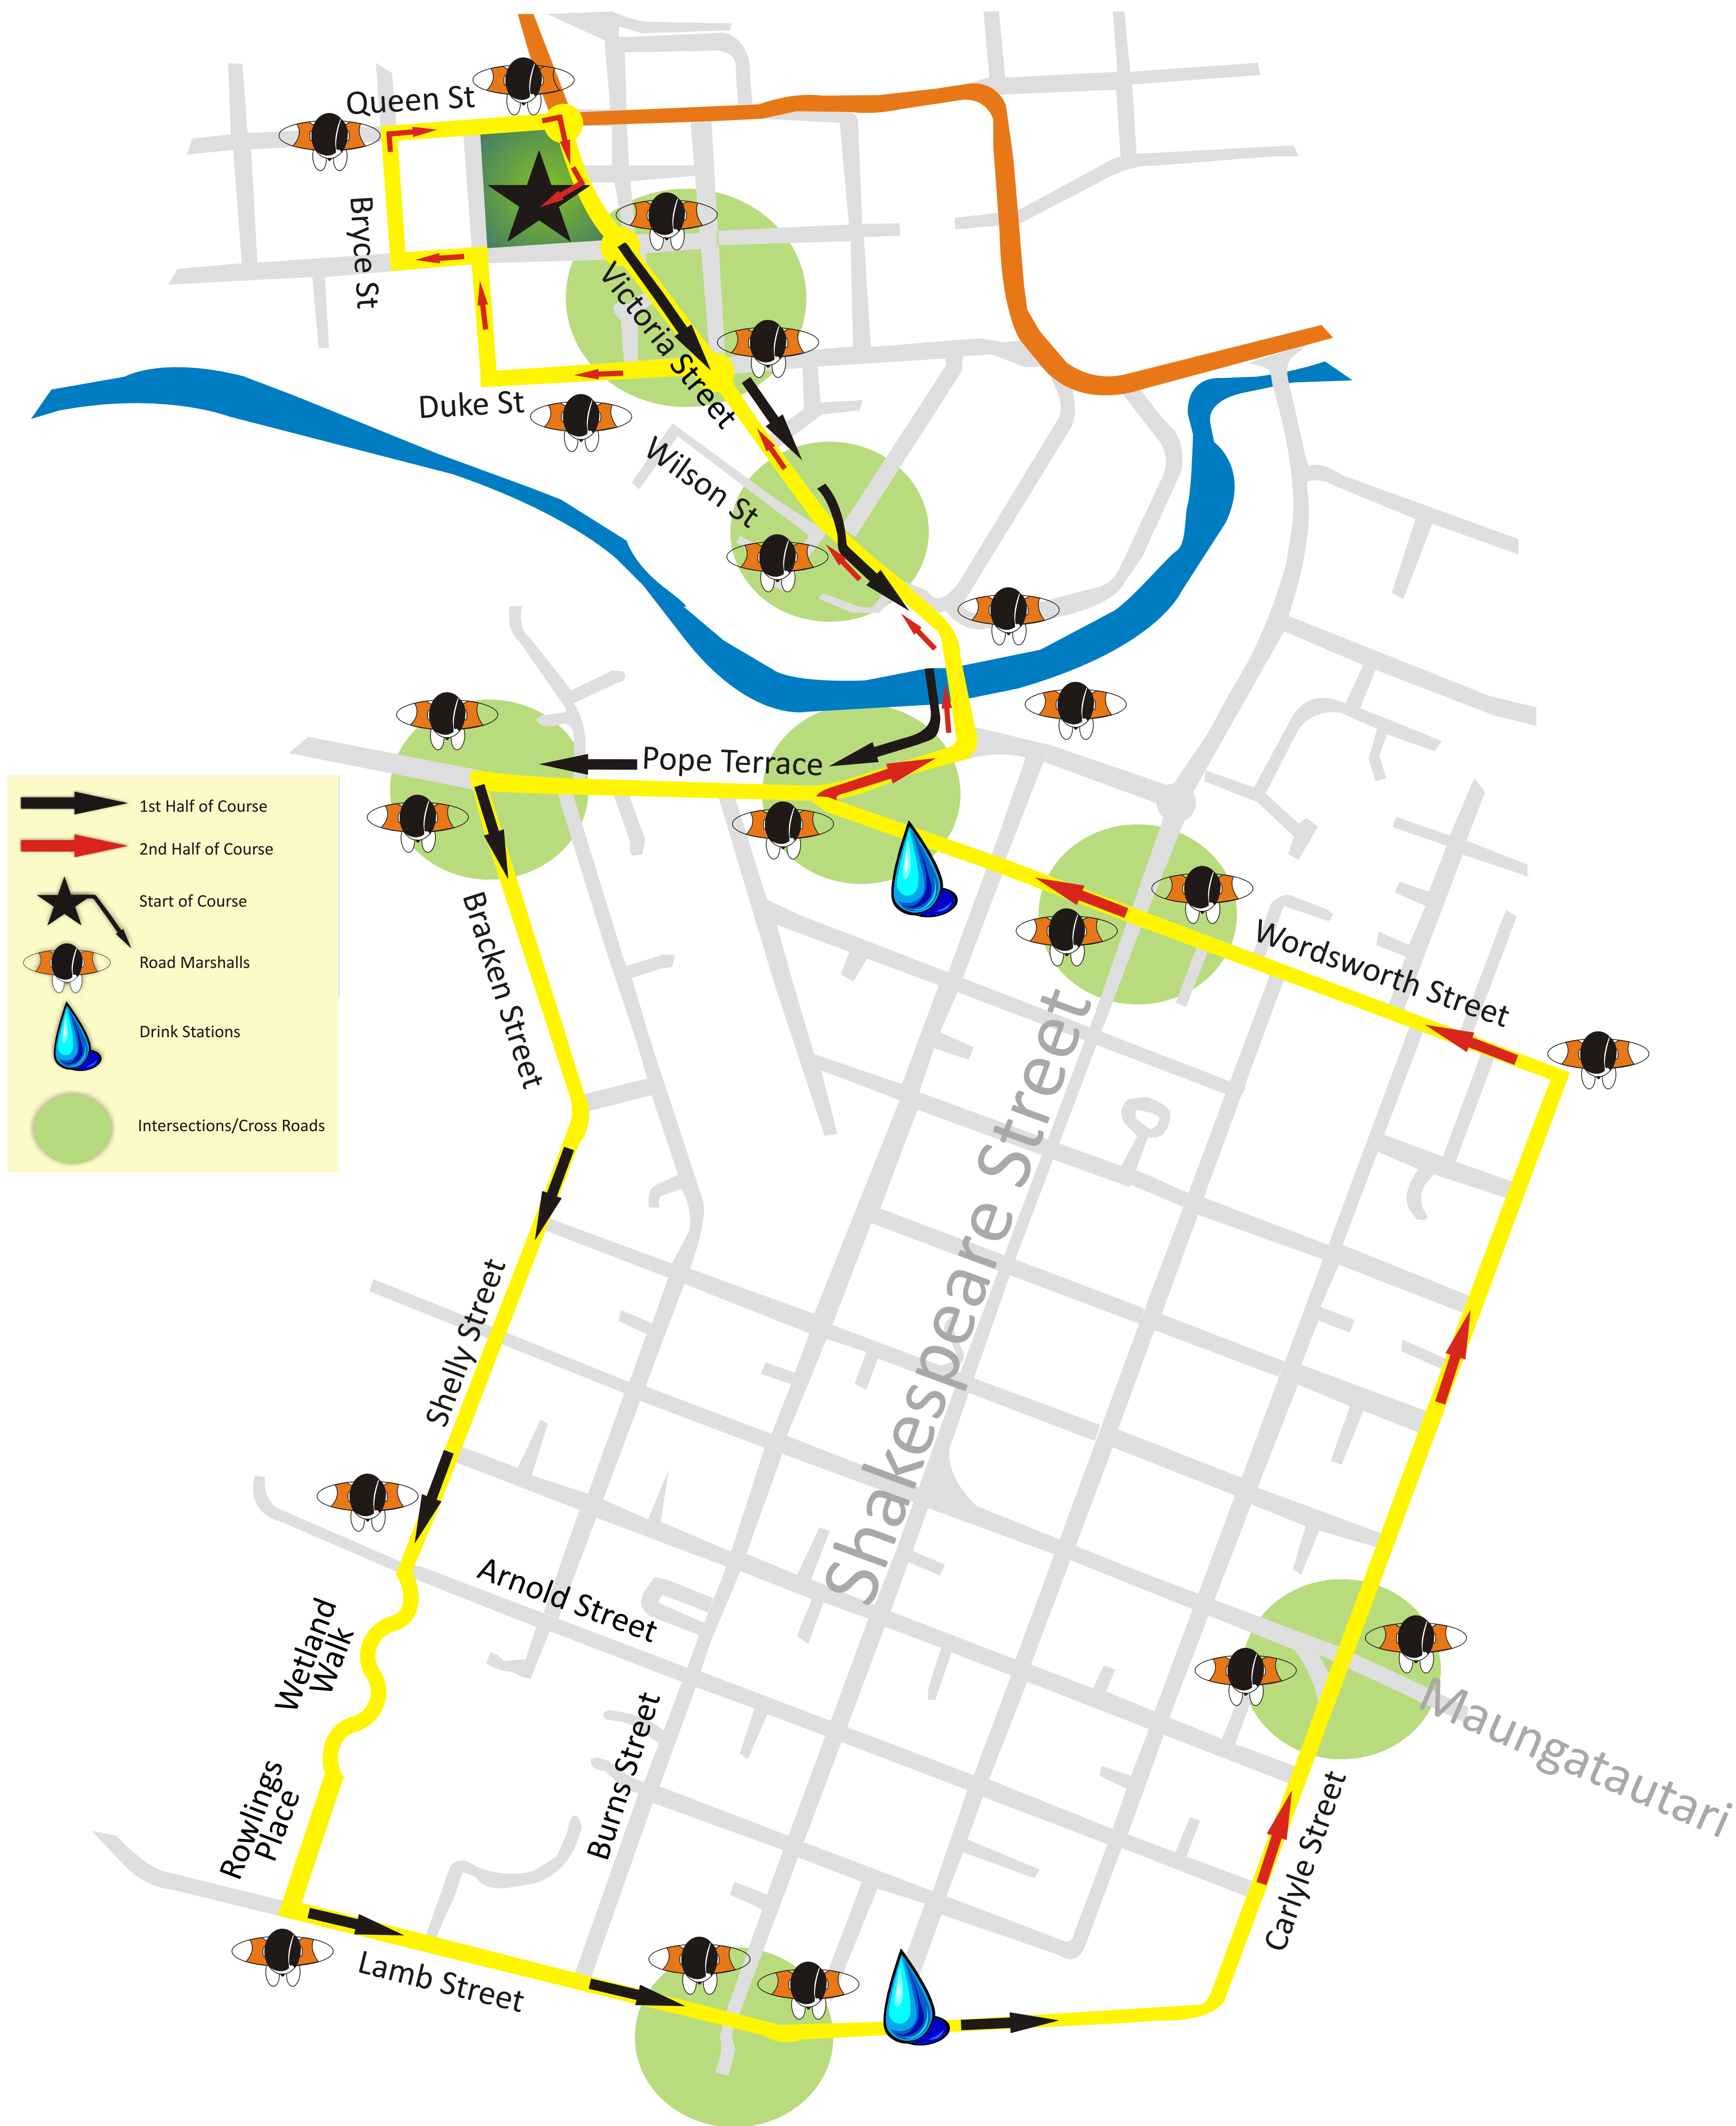 Queen St
Bryce St
Victoria Street
Duke St
Wilson St
Pope Terrace
1st Half of Course
2nd Half of Course
Start of Course
Road Marshalls
Drink Stations
Intersections/Cross Roads
Bracken Street
Wordsworth Street
Shakespeare Street
Shelly Street
Arnold Street
Wetland
Walk
Burns Street
Maungatautari
Rowlings
Place
Carlyle Street
Lamb Street